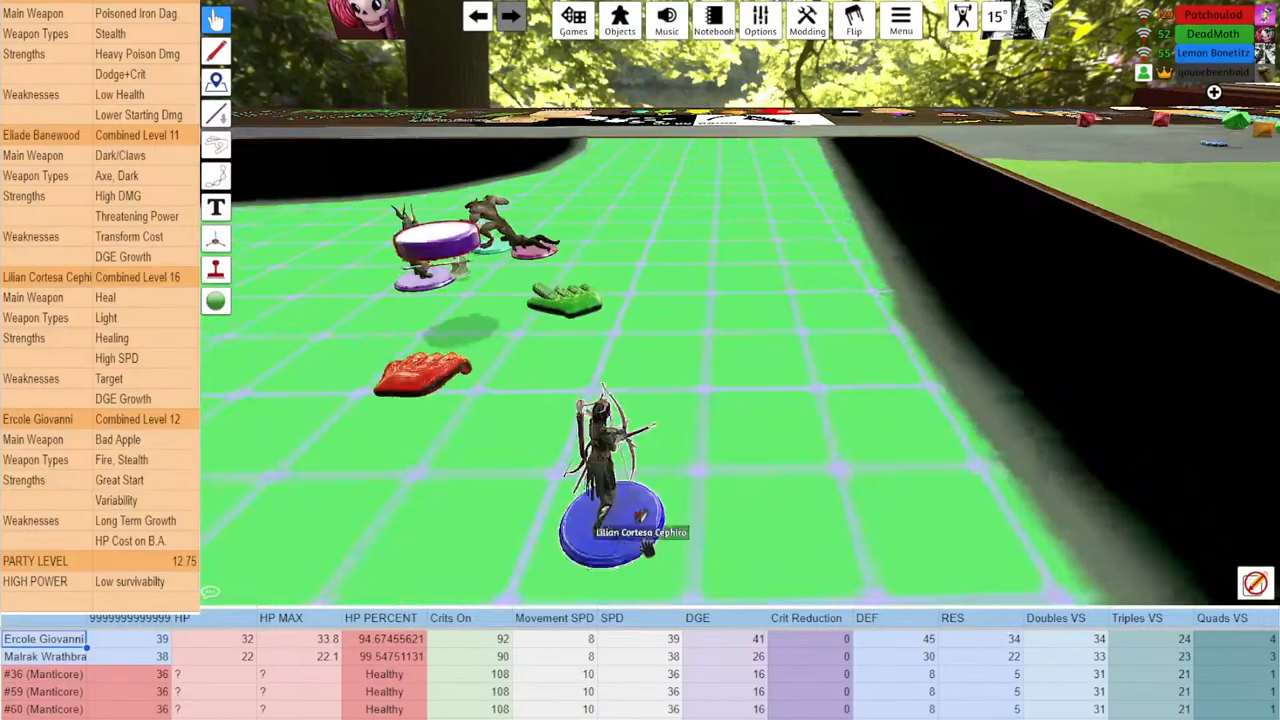 Main Weapon Poisoned Iron Dag.
Weapon Types Stealth
Strengths Heavy Poison Dmg
Dodge+Crit
Weaknesses Low Health
Lower Starting Dmg
Eliade Banewood Combined Level 11
Main Weapon Dark/Claws
Weapon Types Axe, Dark
Strengths High DMG
Threatening Power
Weaknesses Transform Cost
DGE Growth
Lilian Cortesa Cephi Combined Level 16
Main Weapon Heal
Weapon Types Light
Strengths Healing
High SPD
Weaknesses Target
DGE Growth
Ercole Giovanni Combined Level 12
Main Weapon Bad Apple
Weapon Types Fire, Stealth
Strengths Great Start
Variability
Weaknesses Long Term Growth
HP Cost on B.A.
PARTY LEVEL 12.75
HIGH POWER Low survivabilty
Games Objects Music Notebook Options Modding Flip Menu 15°
Patchoulad
52 DeadMoth
55 Lemon Bonetitz
youvebeenhaid
T
Lilian Cortesa Cephiro
9999999999999 HP HP MAX HP PERCENT Crits On Movement SPD SPD DGE Crit Reduction DEF RES Doubles VS Triples VS Quads VS
Ercole Giovanni 39 32 33.8 94.67455621 92 8 39 41 0 45 34 34 24 4
Malrak Wrathbra 38 22 22.1 99.54751131 90 8 38 26 0 30 22 33 23 3
#36 (Manticore) 36 ? ? Healthy 108 10 36 16 0 8 5 31 21 1
#59 (Manticore) 36 ? ? Healthy 108 10 36 16 0 8 5 31 21 1
#60 (Manticore) 36 ? ? Healthy 108 10 36 16 0 8 5 31 21 1